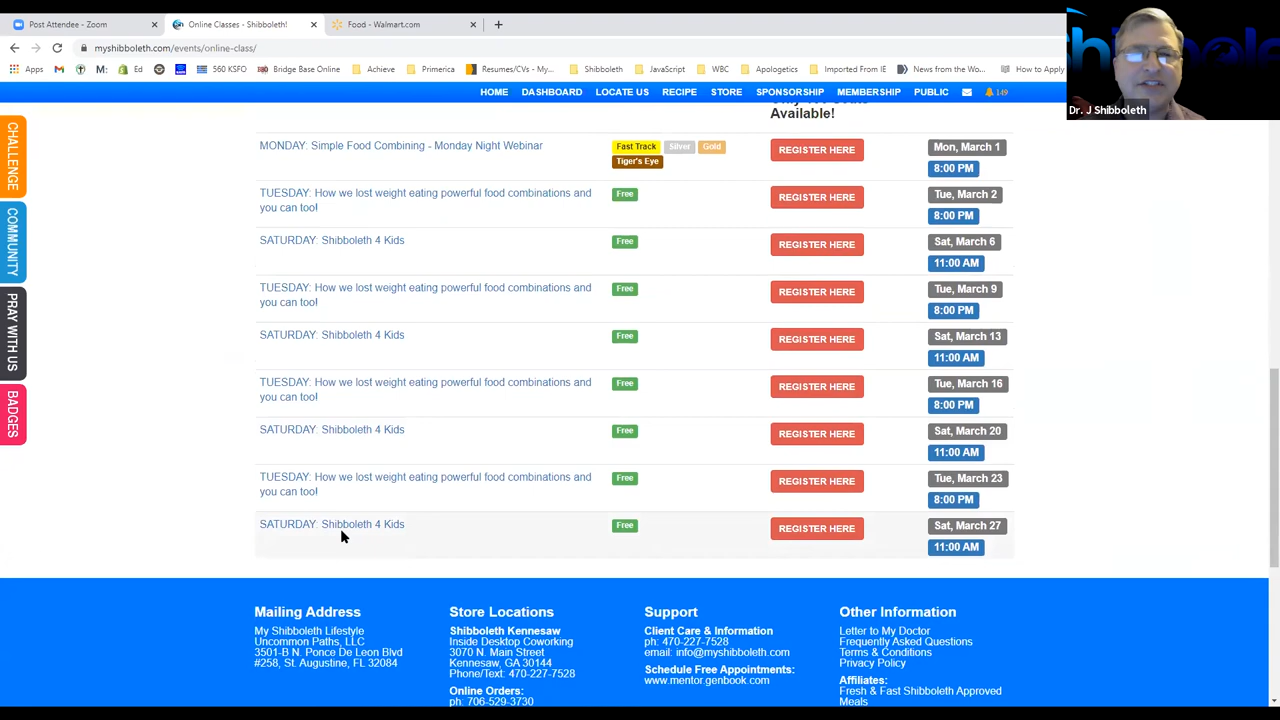 Post Attendee - Zoom
Online Classes - Shibboleth!
Food - Walmart.com
myshibboleth.com/events/online-class/
Apps
M:
Ed
560 KSFO
Bridge Base Online
Achieve
Primerica
Resumes/CVs - My...
Shibboleth
JavaScript
WBC
Apologetics
Imported From IE
News from the Wo...
How to Apply
HOME DASHBOARD LOCATE US RECIPE STORE SPONSORSHIP MEMBERSHIP PUBLIC 149
Dr. J Shibboleth
CHALLENGE
COMMUNITY
PRAY WITH US
BADGES
Available!
MONDAY: Simple Food Combining - Monday Night Webinar
Fast Track Silver Gold
Tiger's Eye
REGISTER HERE
Mon, March 1
8:00 PM
TUESDAY: How we lost weight eating powerful food combinations and
you can too!
Free
REGISTER HERE
Tue, March 2
8:00 PM
SATURDAY: Shibboleth 4 Kids
Free
REGISTER HERE
Sat, March 6
11:00 AM
TUESDAY: How we lost weight eating powerful food combinations and
you can too!
Free
REGISTER HERE
Tue, March 9
8:00 PM
SATURDAY: Shibboleth 4 Kids
Free
REGISTER HERE
Sat, March 13
11:00 AM
TUESDAY: How we lost weight eating powerful food combinations and
you can too!
Free
REGISTER HERE
Tue, March 16
8:00 PM
SATURDAY: Shibboleth 4 Kids
Free
REGISTER HERE
Sat, March 20
11:00 AM
TUESDAY: How we lost weight eating powerful food combinations and
you can too!
Free
REGISTER HERE
Tue, March 23
8:00 PM
SATURDAY: Shibboleth 4 Kids
Free
REGISTER HERE
Sat, March 27
11:00 AM
Mailing Address
My Shibboleth Lifestyle
Uncommon Paths, LLC
3501-B N. Ponce De Leon Blvd
#258, St. Augustine, FL 32084
Store Locations
Shibboleth Kennesaw
Inside Desktop Coworking
3070 N. Main Street
Kennesaw, GA 30144
Phone/Text: 470-227-7528
Online Orders:
ph: 706-529-3730
Support
Client Care & Information
ph: 470-227-7528
email: info@myshibboleth.com
Schedule Free Appointments:
www.mentor.genbook.com
Other Information
Letter to My Doctor
Frequently Asked Questions
Terms & Conditions
Privacy Policy
Affiliates:
Fresh & Fast Shibboleth Approved
Meals